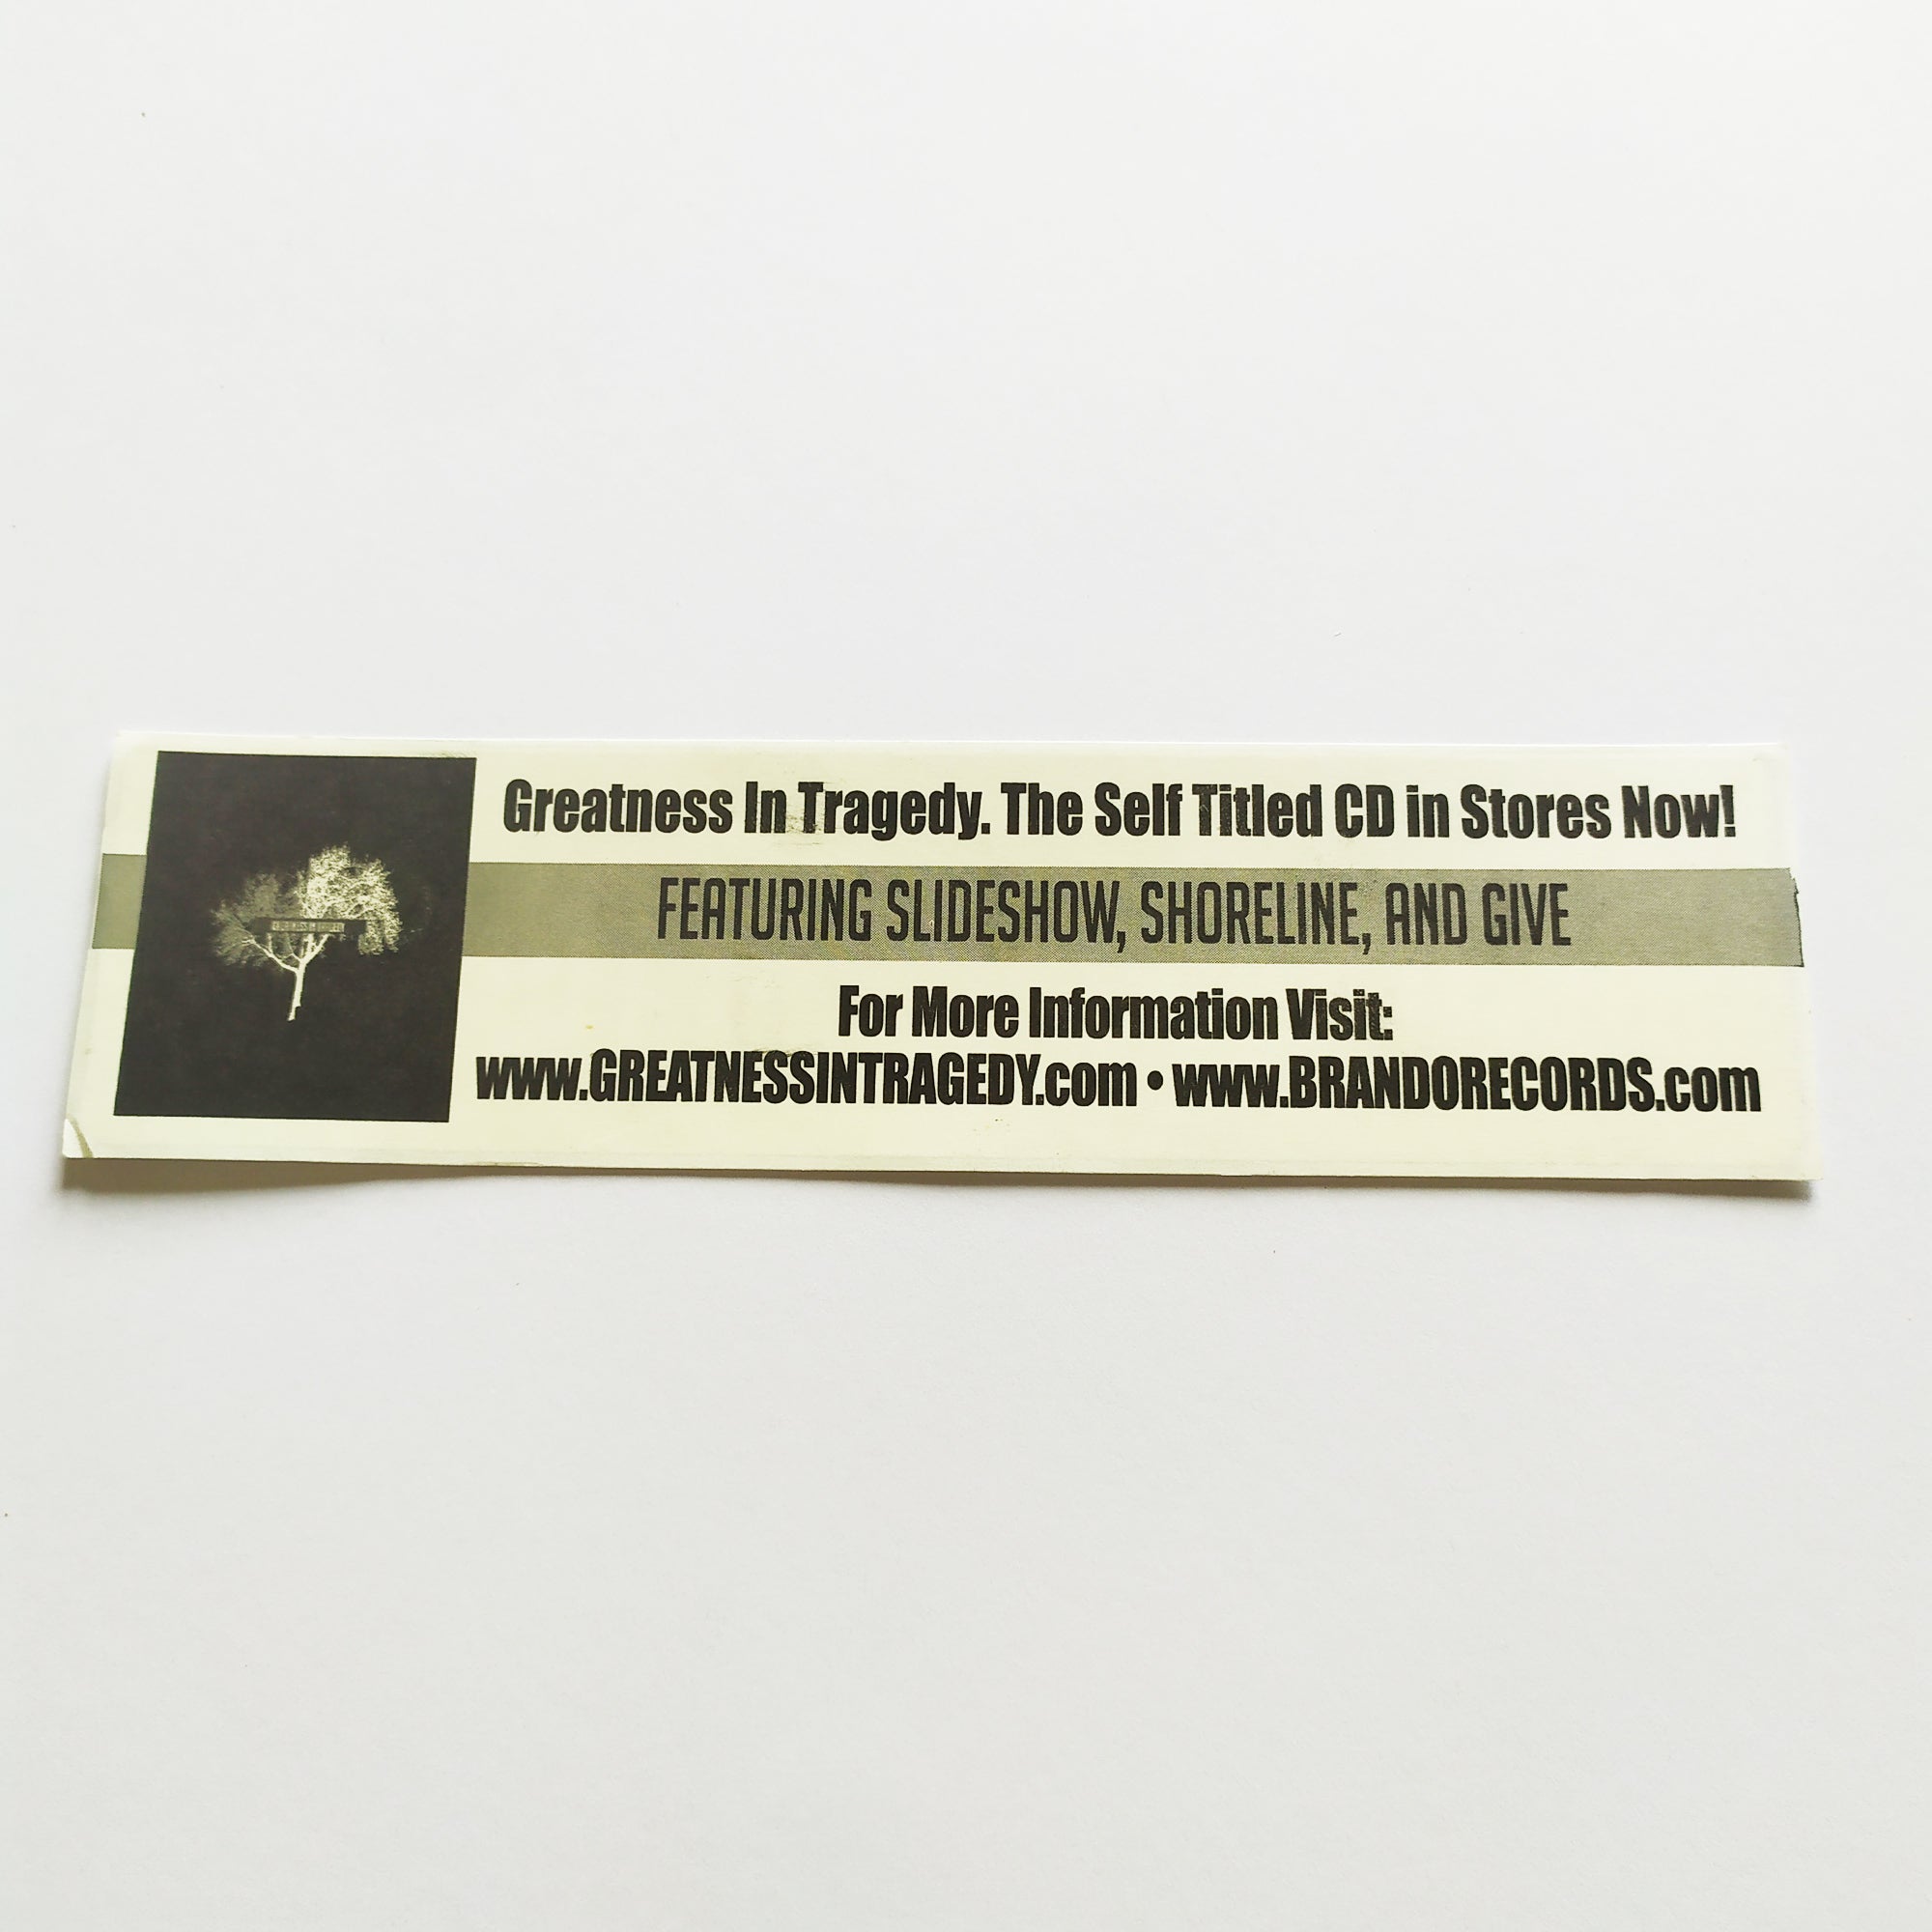 Greatness In Tragedy. The Self Titled CD in Stores Now!
FEATURING SLIDESHOW, SHORELINE, AND GIVE
For More Information Visit:
www.GREATNESSINTRAGEDY.com • www.BRANDORECORDS.com